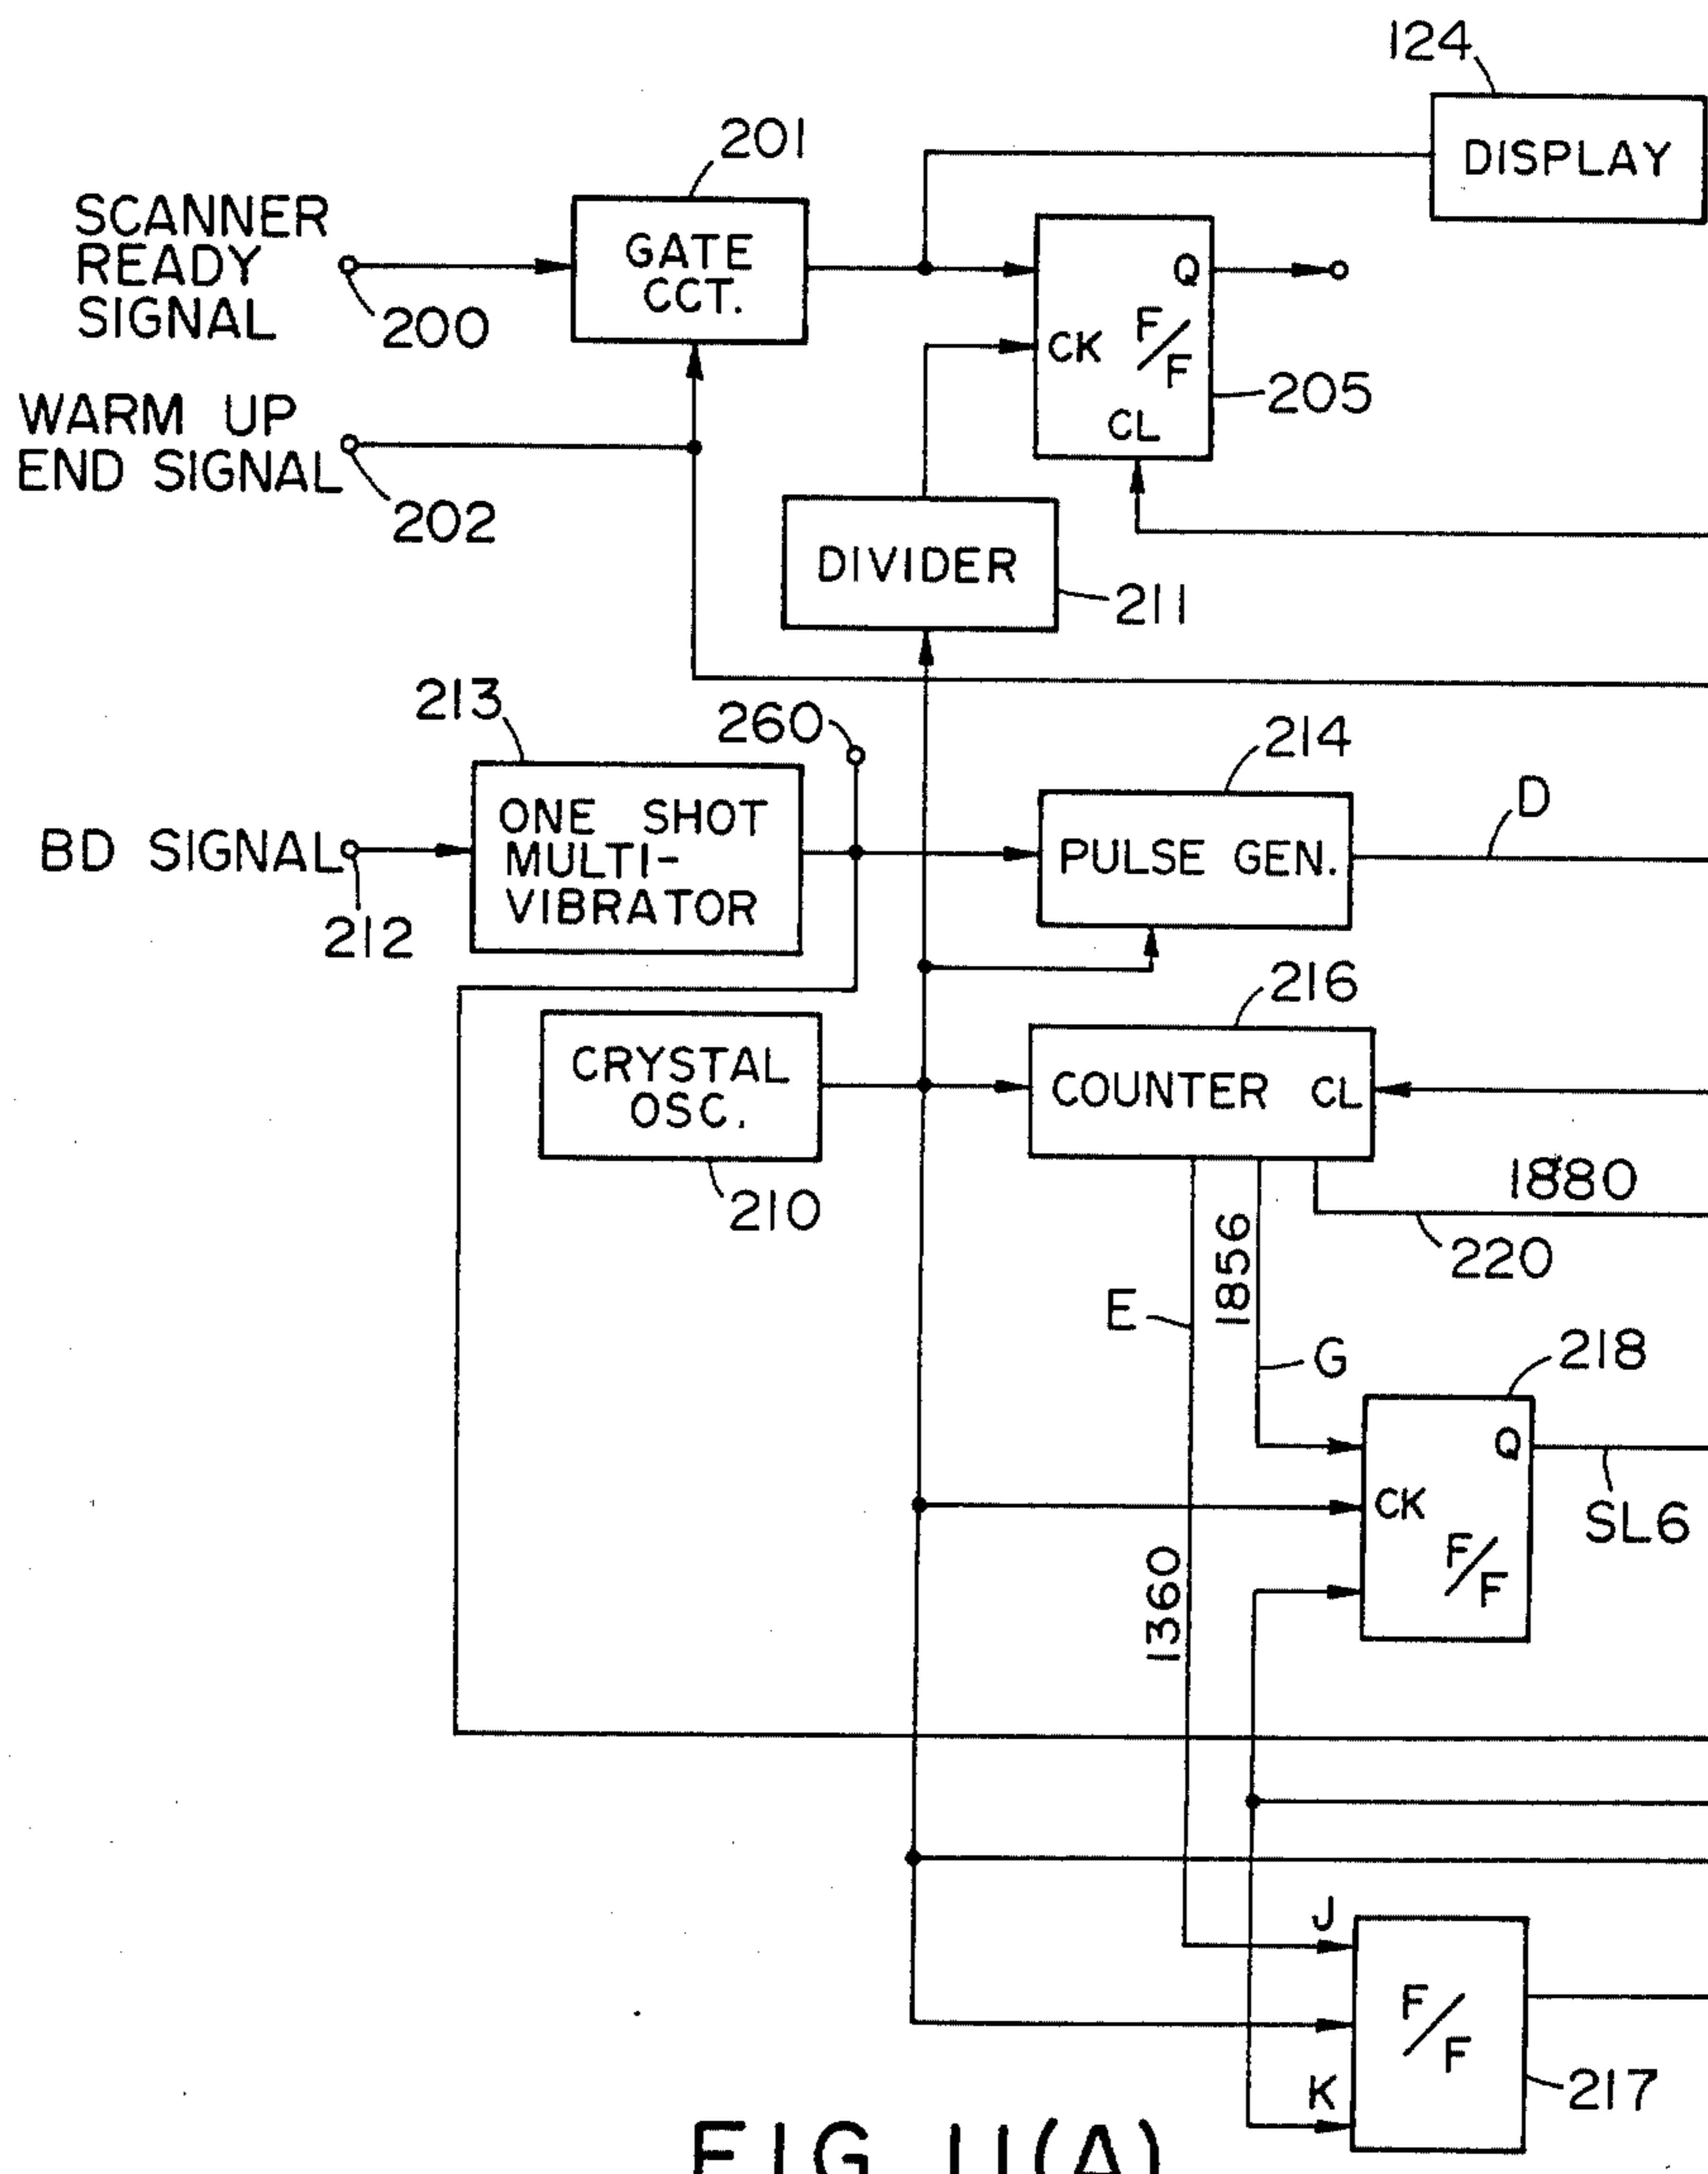 124
DISPLAY
201
SCANNER
READY
SIGNAL
200
GATE
CCT.
Q
CK
F/F
CL
205
WARM UP
END SIGNAL
202
DIVIDER
211
213
260
214
D
BD SIGNAL
212
ONE SHOT
MULTI-
VIBRATOR
PULSE GEN.
216
CRYSTAL
OSC.
210
COUNTER CL
1880
220
1856
E
G
218
Q
CK
F/F
SL6
1360
J
F/F
K
217
FIG. 11(A)